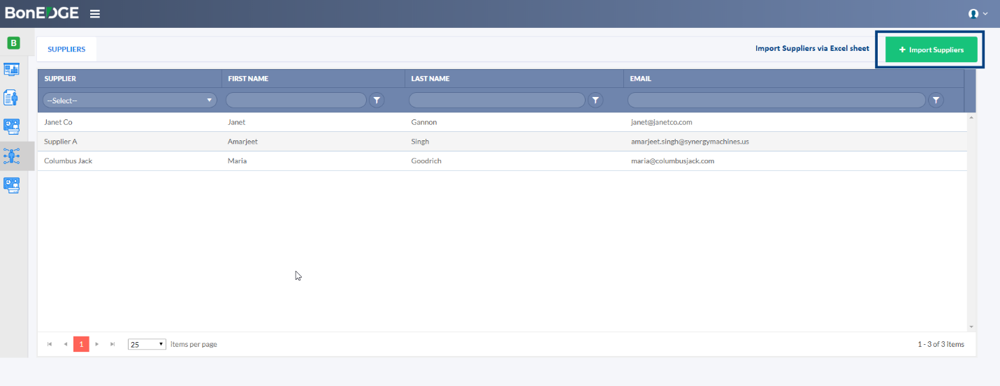 BonEDGE
B
SUPPLIERS
Import Suppliers via Excel sheet
+ Import Suppliers
SUPPLIER FIRST NAME LAST NAME EMAIL
--Select--
Janet Co Janet Gannon janet@janetco.com
Supplier A Amarjeet Singh amarjeet.singh@synergymachines.us
Columbus Jack Maria Goodrich maria@columbusjack.com
1 25 items per page 1 - 3 of 3 items